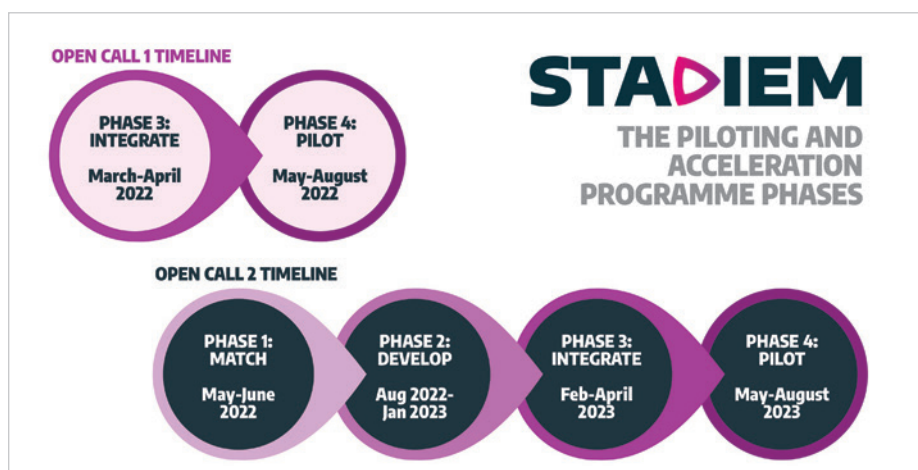 OPEN CALL 1 TIMELINE
PHASE 3:
INTEGRATE
March-April
2022
PHASE 4:
PILOT
May-August
2022
STADIEM
THE PILOTING AND
ACCELERATION
PROGRAMME PHASES
OPEN CALL 2 TIMELINE
PHASE 1:
MATCH
May-June
2022
PHASE 2:
DEVELOP
Aug 2022-
Jan 2023
PHASE 3:
INTEGRATE
Feb-April
2023
PHASE 4:
PILOT
May-August
2023